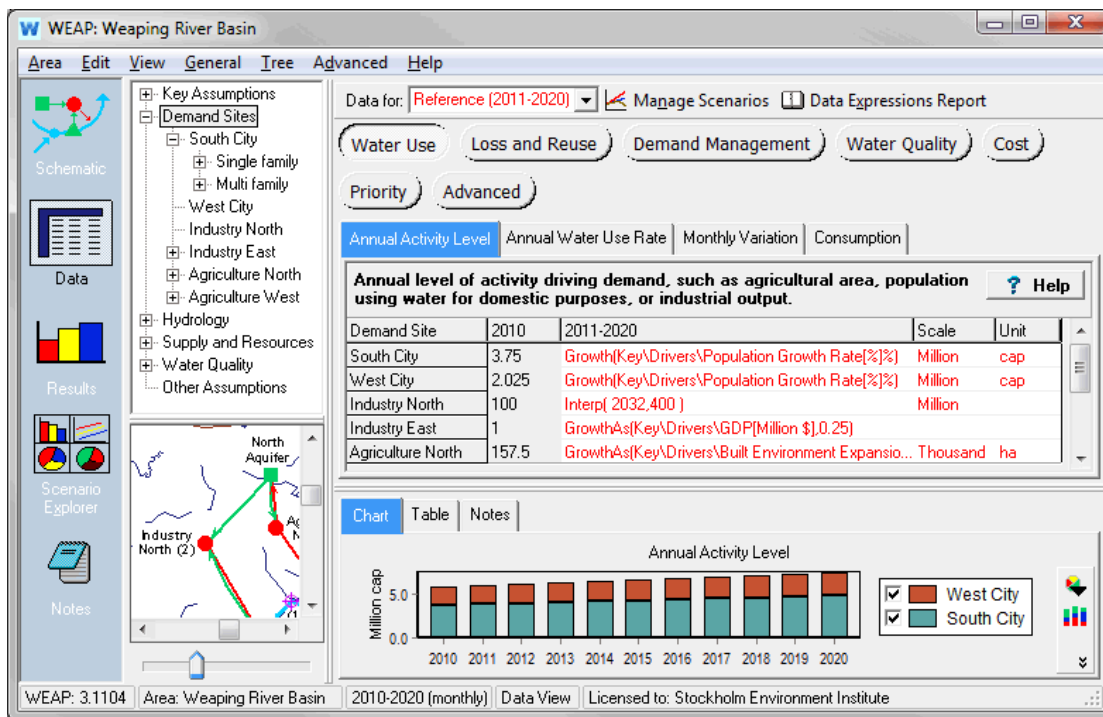 WEAP: Weaping River Basin
Area Edit View General Tree Advanced Help
Schematic
Data
Results
Scenario
Explorer
Notes
Key Assumptions
Demand Sites
South City
Single family
Multi family
West City
Industry North
Industry East
Agriculture North
Agriculture West
Hydrology
Supply and Resources
Water Quality
Other Assumptions
North
Aquifer
Industry
North (2)
Data for: Reference (2011-2020) Manage Scenarios Data Expressions Report
Water Use Loss and Reuse Demand Management Water Quality Cost
Priority Advanced
Annual Activity Level Annual Water Use Rate Monthly Variation Consumption
Annual level of activity driving demand, such as agricultural area, population
using water for domestic purposes, or industrial output.
? Help
Demand Site 2010 2011-2020 Scale Unit
South City 3.75 Growth(Key\Drivers\Population Growth Rate[%]%) Million cap
West City 2.025 Growth(Key\Drivers\Population Growth Rate[%]%) Million cap
Industry North 100 Interp( 2032,400 ) Million
Industry East 1 GrowthAs(Key\Drivers\GDP[Million $],0.25)
Agriculture North 157.5 GrowthAs(Key\Drivers\Built Environment Expansio... Thousand ha
Chart Table Notes
Annual Activity Level
Million cap
5.0
0.0
2010 2011 2012 2013 2014 2015 2016 2017 2018 2019 2020
West City
South City
WEAP: 3.1104 Area: Weaping River Basin 2010-2020 (monthly) Data View Licensed to: Stockholm Environment Institute